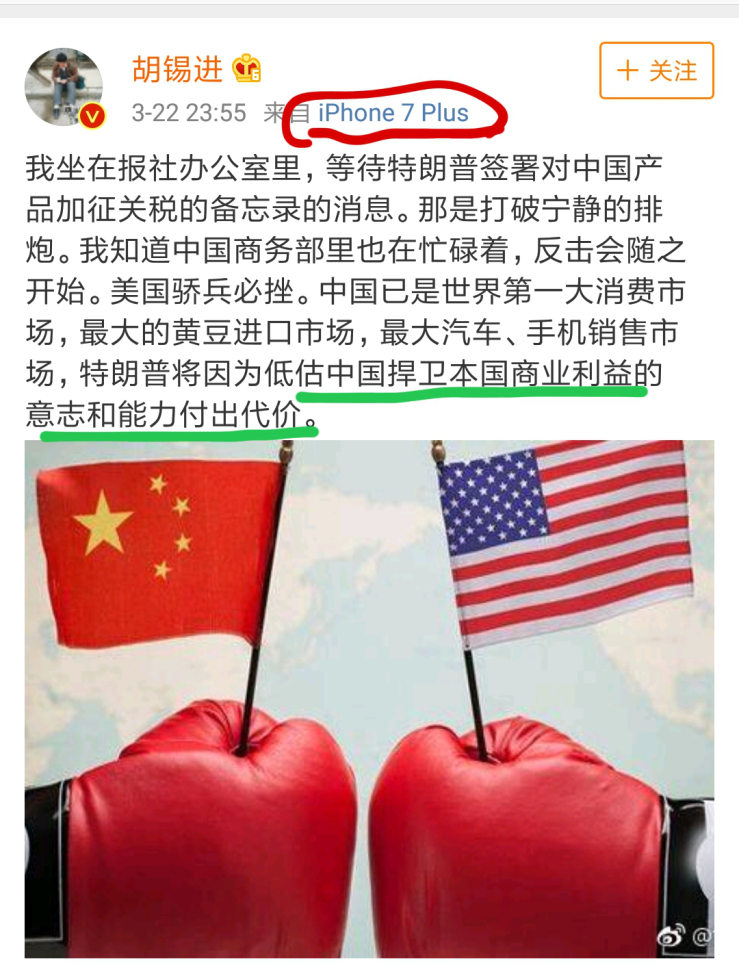 胡锡进
+ 关注
3-22 23:55 来自 iPhone 7 Plus
我坐在报社办公室里，等待特朗普签署对中国产
品加征关税的备忘录的消息。那是打破宁静的排
炮。我知道中国商务部里也在忙碌着，反击会随之
开始。美国骄兵必挫。中国已是世界第一大消费市
场，最大的黄豆进口市场，最大汽车、手机销售市
场，特朗普将因为低估中国捍卫本国商业利益的
意志和能力付出代价。
@